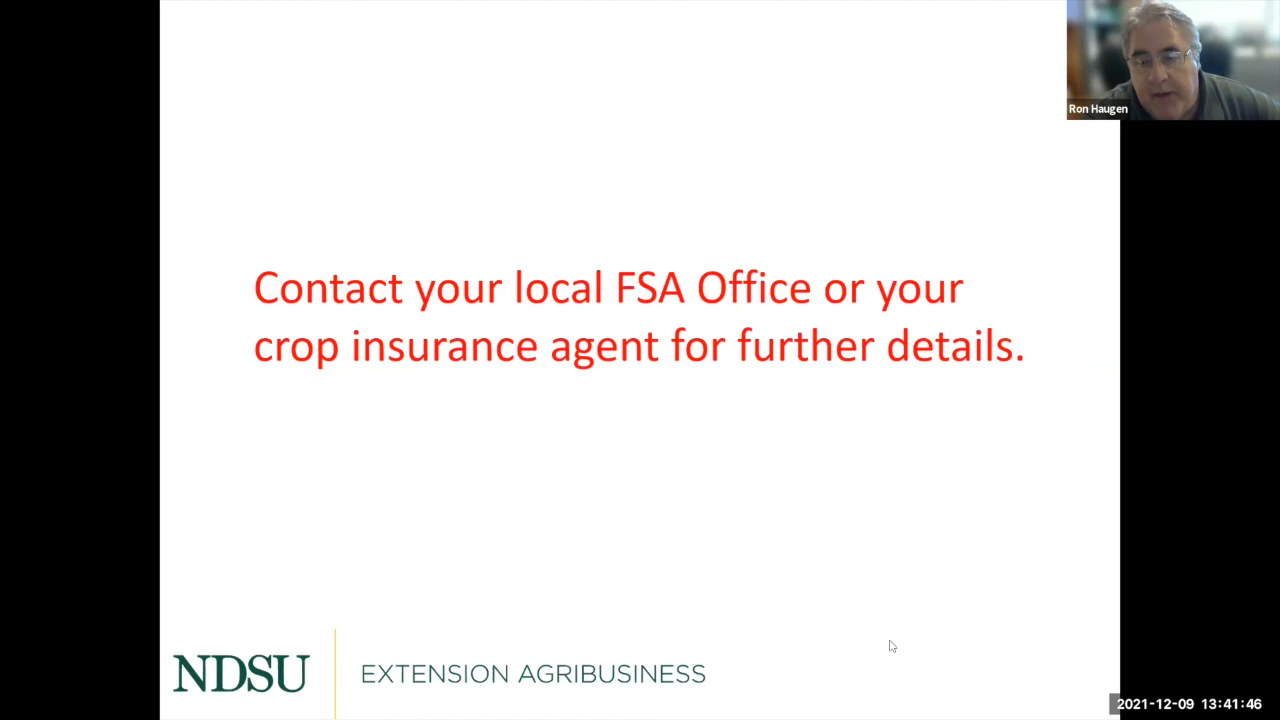 Ron Haugen
Contact your local FSA Office or your
crop insurance agent for further details.
NDSU
EXTENSION AGRIBUSINESS
2021-12-09 13:41:46